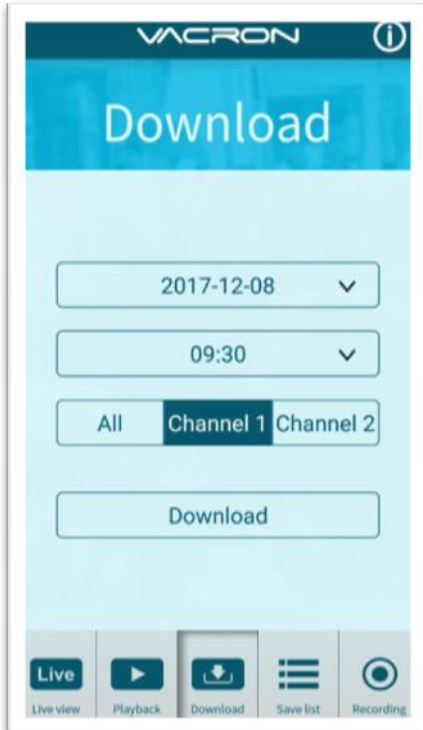 VACRON
Download
2017-12-08
09:30
All Channel 1 Channel 2
Download
Live
Live view Playback Download Save list Recording